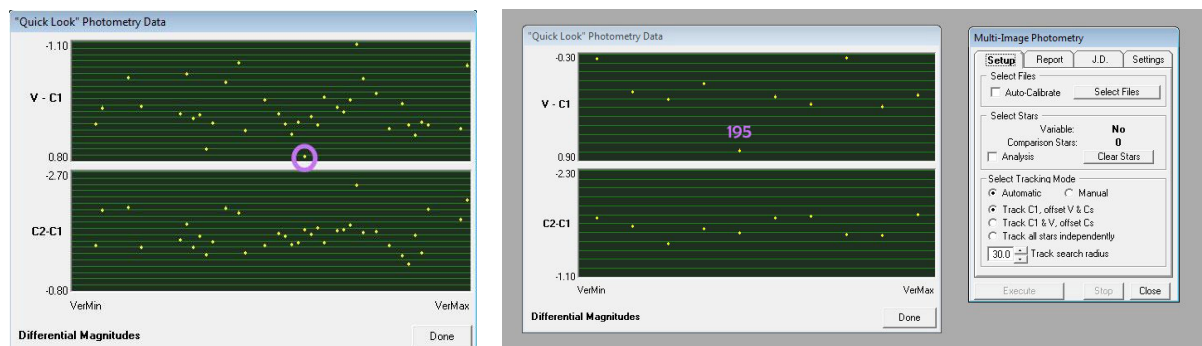 "Quick Look" Photometry Data
-1.10
V - C1
0.80
-2.70
C2-C1
-0.80
VerMin
VerMax
Differential Magnitudes
Done
"Quick Look" Photometry Data
-0.30
V - C1
195
0.90
-2.30
C2-C1
-1.10
VerMin
VerMax
Differential Magnitudes
Done
Multi-Image Photometry
Setup Report J.D. Settings
Select Files
Auto-Calibrate Select Files
Select Stars
Variable: No
Comparison Stars: 0
Analysis Clear Stars
Select Tracking Mode
Automatic Manual
Track C1, offset V & Cs
Track C1 & V, offset Cs
Track all stars independently
30.0 Track search radius
Execute Stop Close